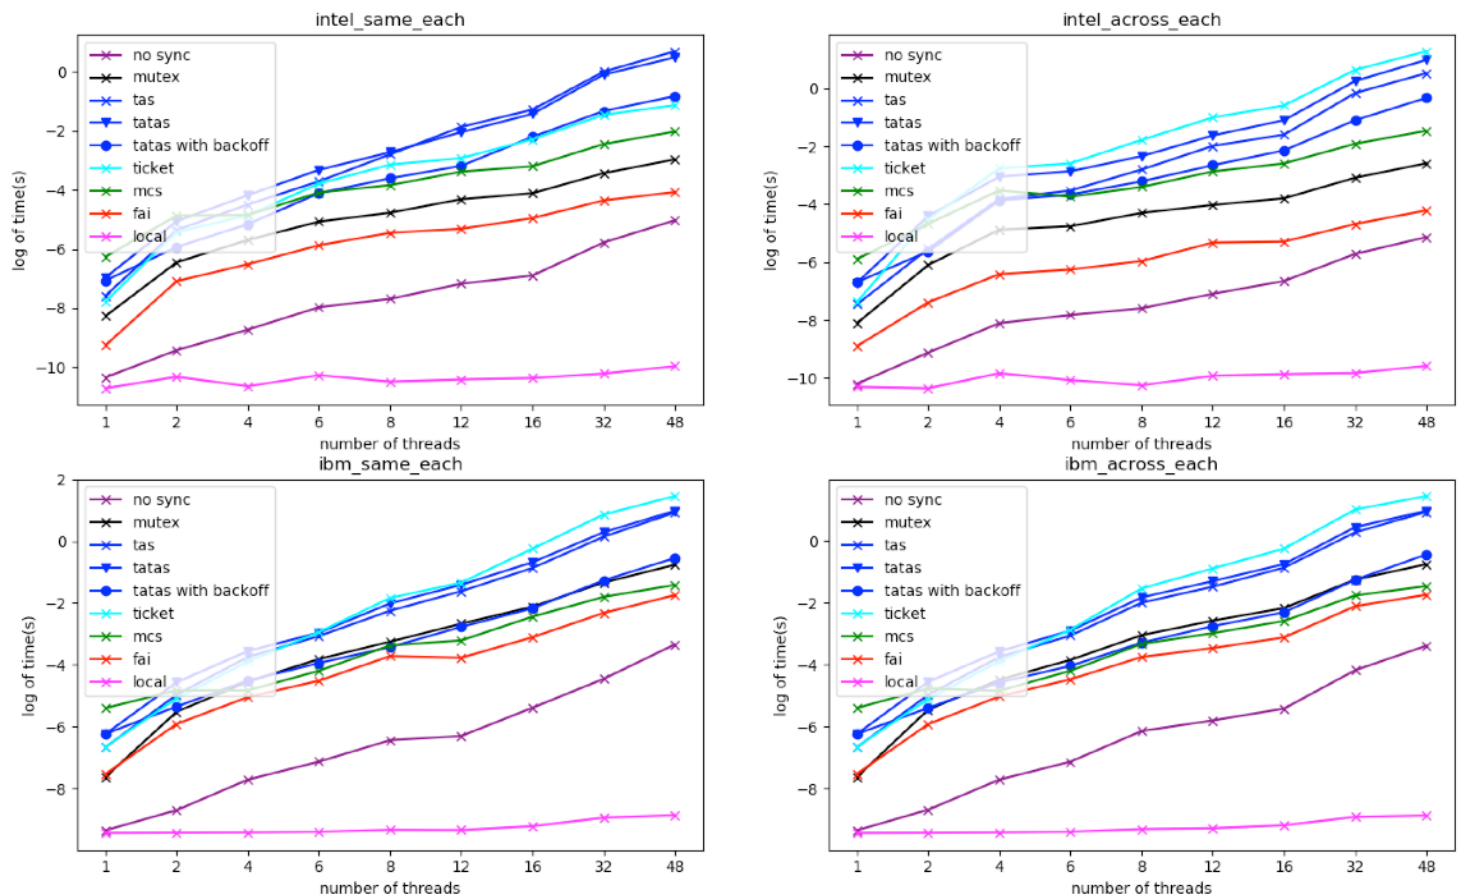 intel_same_each
log of time(s)
0
−2
−4
−6
−8
−10
no sync
mutex
tas
tatas
tatas with backoff
ticket
mcs
fai
local
1 2 4 6 8 12 16 32 48
number of threads
intel_across_each
log of time(s)
0
−2
−4
−6
−8
−10
no sync
mutex
tas
tatas
tatas with backoff
ticket
mcs
fai
local
1 2 4 6 8 12 16 32 48
number of threads
ibm_same_each
log of time(s)
2
0
−2
−4
−6
−8
no sync
mutex
tas
tatas
tatas with backoff
ticket
mcs
fai
local
1 2 4 6 8 12 16 32 48
number of threads
ibm_across_each
log of time(s)
0
−2
−4
−6
−8
no sync
mutex
tas
tatas
tatas with backoff
ticket
mcs
fai
local
1 2 4 6 8 12 16 32 48
number of threads